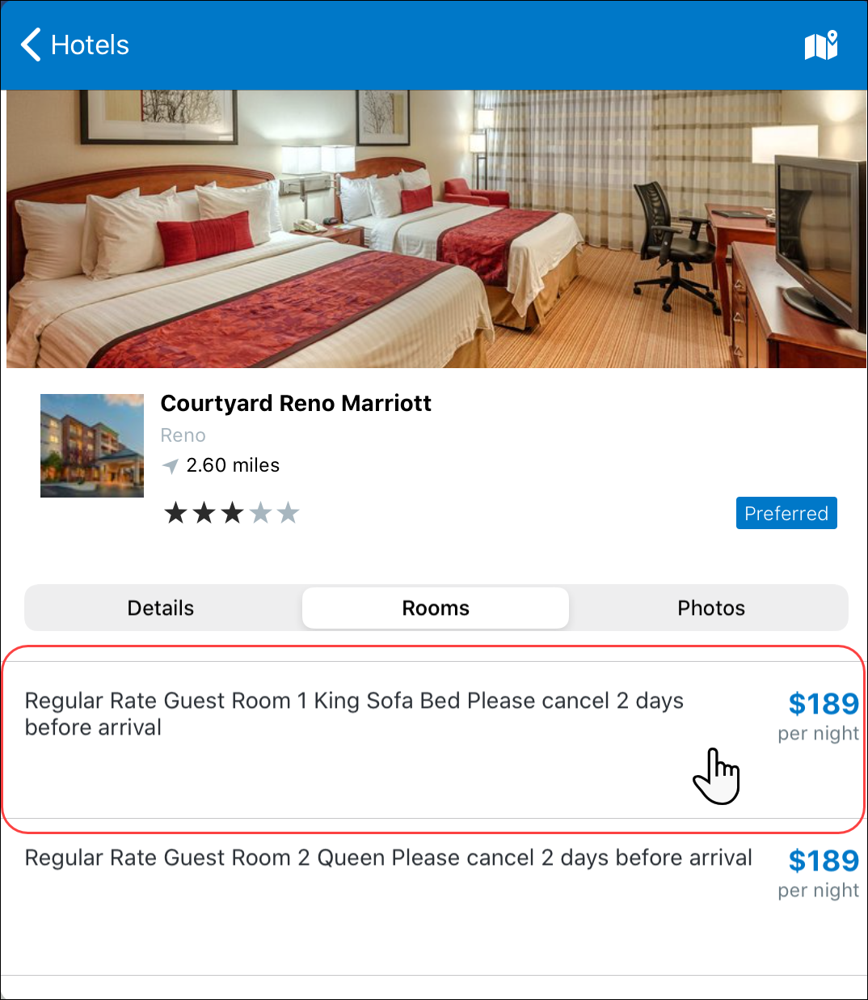 Hotels
Courtyard Reno Marriott
Reno
2.60 miles
Preferred
Details
Rooms
Photos
Regular Rate Guest Room 1 King Sofa Bed Please cancel 2 days
before arrival
$189
per night
Regular Rate Guest Room 2 Queen Please cancel 2 days before arrival
$189
per night